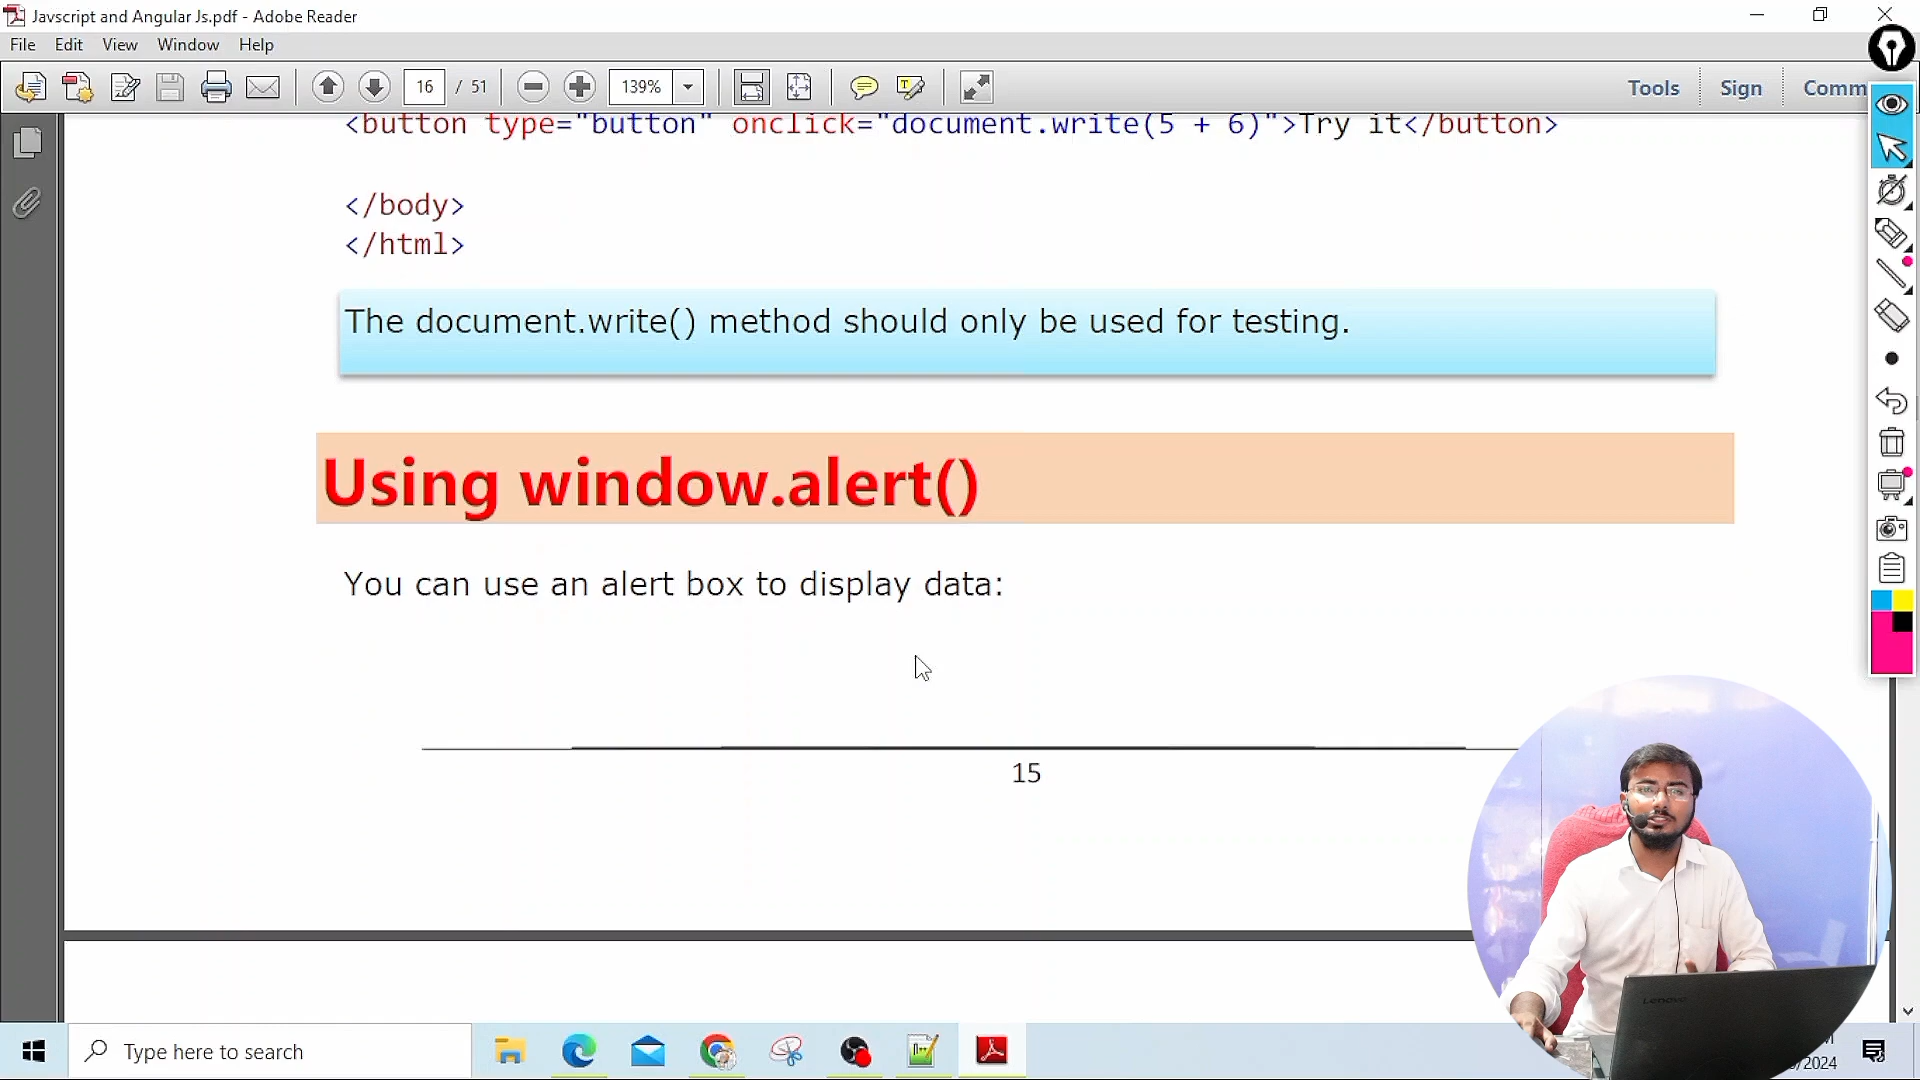 Javscript and Angular Js.pdf - Adobe Reader
File Edit View Window Help
16 / 51 139% Tools Sign Comm
<button type="button" onclick="document.write(5 + 6)">Try it</button>
</body>
</html>
The document.write() method should only be used for testing.
Using window.alert()
You can use an alert box to display data:
15
Lenovo
Type here to search
/2024